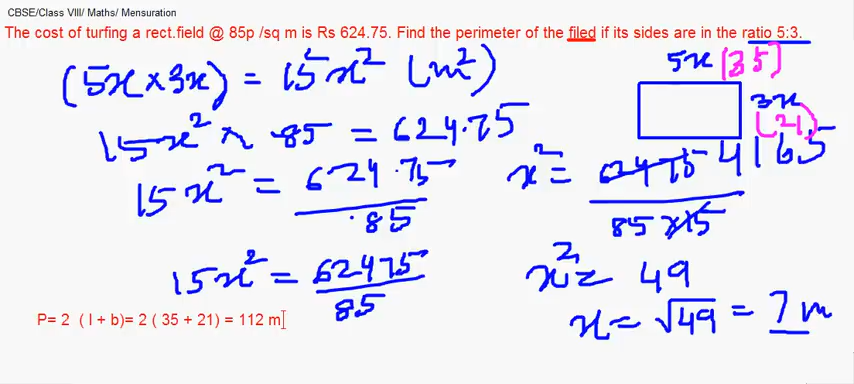 CBSE/Class VIII/ Maths/ Mensuration
The cost of turfing a rect.field @ 85p /sq m is Rs 624.75. Find the perimeter of the filed if its sides are in the ratio 5:3.
(5x × 3x) = 15x² (m²)
5x (35)
3x (21)
15x² × .85 = 624.75
15x² = 624.75 / .85
x² = 62475 4165 / 85 × 15
15x² = 62475 / 85
x² = 49
x = √49 = 7 m
P= 2 ( l + b)= 2 ( 35 + 21) = 112 m